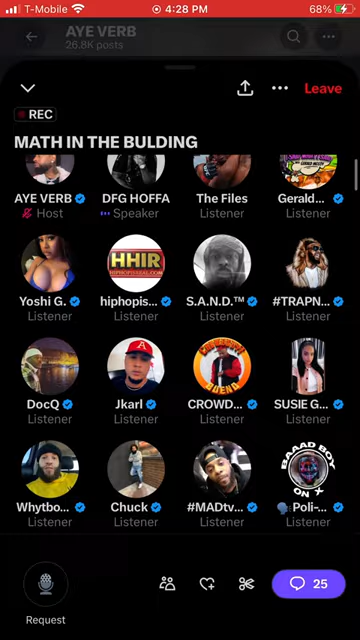 T-Mobile 4:28 PM 68%
AYE VERB
26.8K posts
Leave
REC
MATH IN THE BULDING
AYE VERB DFG HOFFA The Files Gerald...
Host Speaker Listener Listener
HHIR
HIPHOPISREAL.COM
Yoshi G. hiphopis... S.A.N.D.™ #TRAPN...
Listener Listener Listener Listener
A
DocQ Jkarl CROWD... SUSIE G...
Listener Listener Listener Listener
BAAAD BOY
ON X
Whytbo... Chuck #MADtv... Poli-...
Listener Listener Listener Listener
25
Request